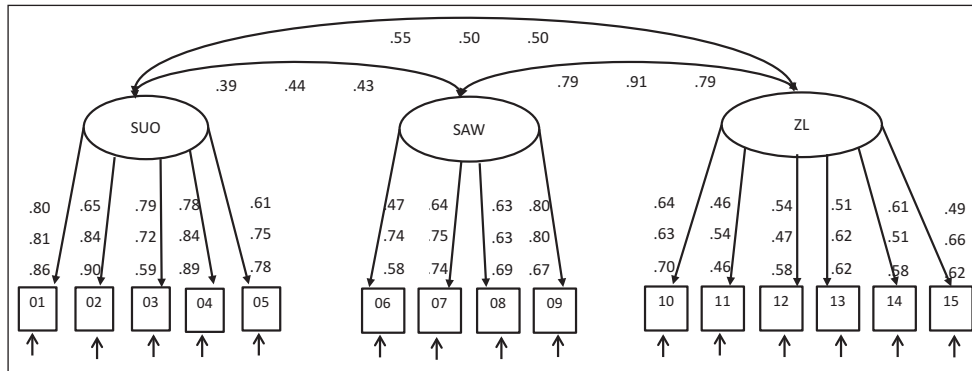 .55 .50 .50
.39 .44 .43 .79 .91 .79
SUO SAW ZL
.80 .65 .79 .78 .61 .47 .64 .63 .80 .64 .46 .54 .51 .61 .49
.81 .84 .72 .84 .75 .74 .75 .63 .80 .63 .54 .47 .62 .51 .66
.86 .90 .59 .89 .78 .58 .74 .69 .67 .70 .46 .58 .62 .58 .62
01 02 03 04 05 06 07 08 09 10 11 12 13 14 15